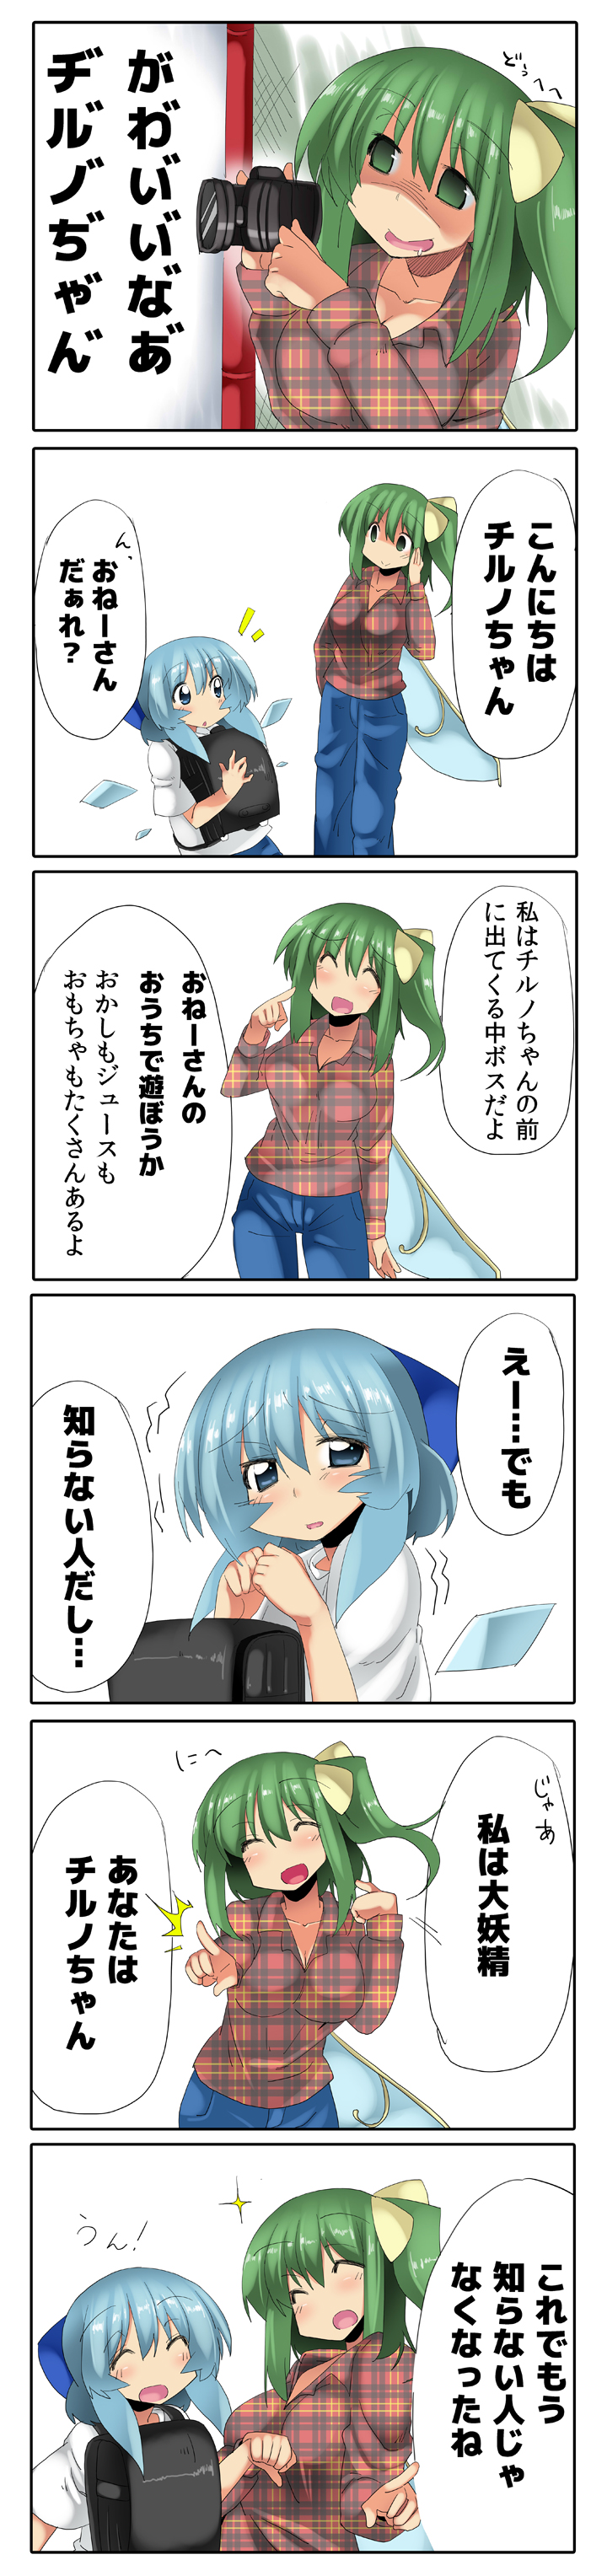 どぅへへ
がわ゛い゛い゛な゛あ゛
ヂル゛ノ゛ぢゃ゛ん゛
こんにちは
チルノちゃん
ん、
おねーさん
だぁれ?
私はチルノちゃんの前
に出てくる中ボスだよ
おねーさんの
おうちで遊ぼうか
おかしもジュースも
おもちゃもたくさんあるよ
えー…でも
知らない人だし…
じゃあ
私は大妖精
にへ
あなたは
チルノちゃん
これでもう
知らない人じゃ
なくなったね
うん!